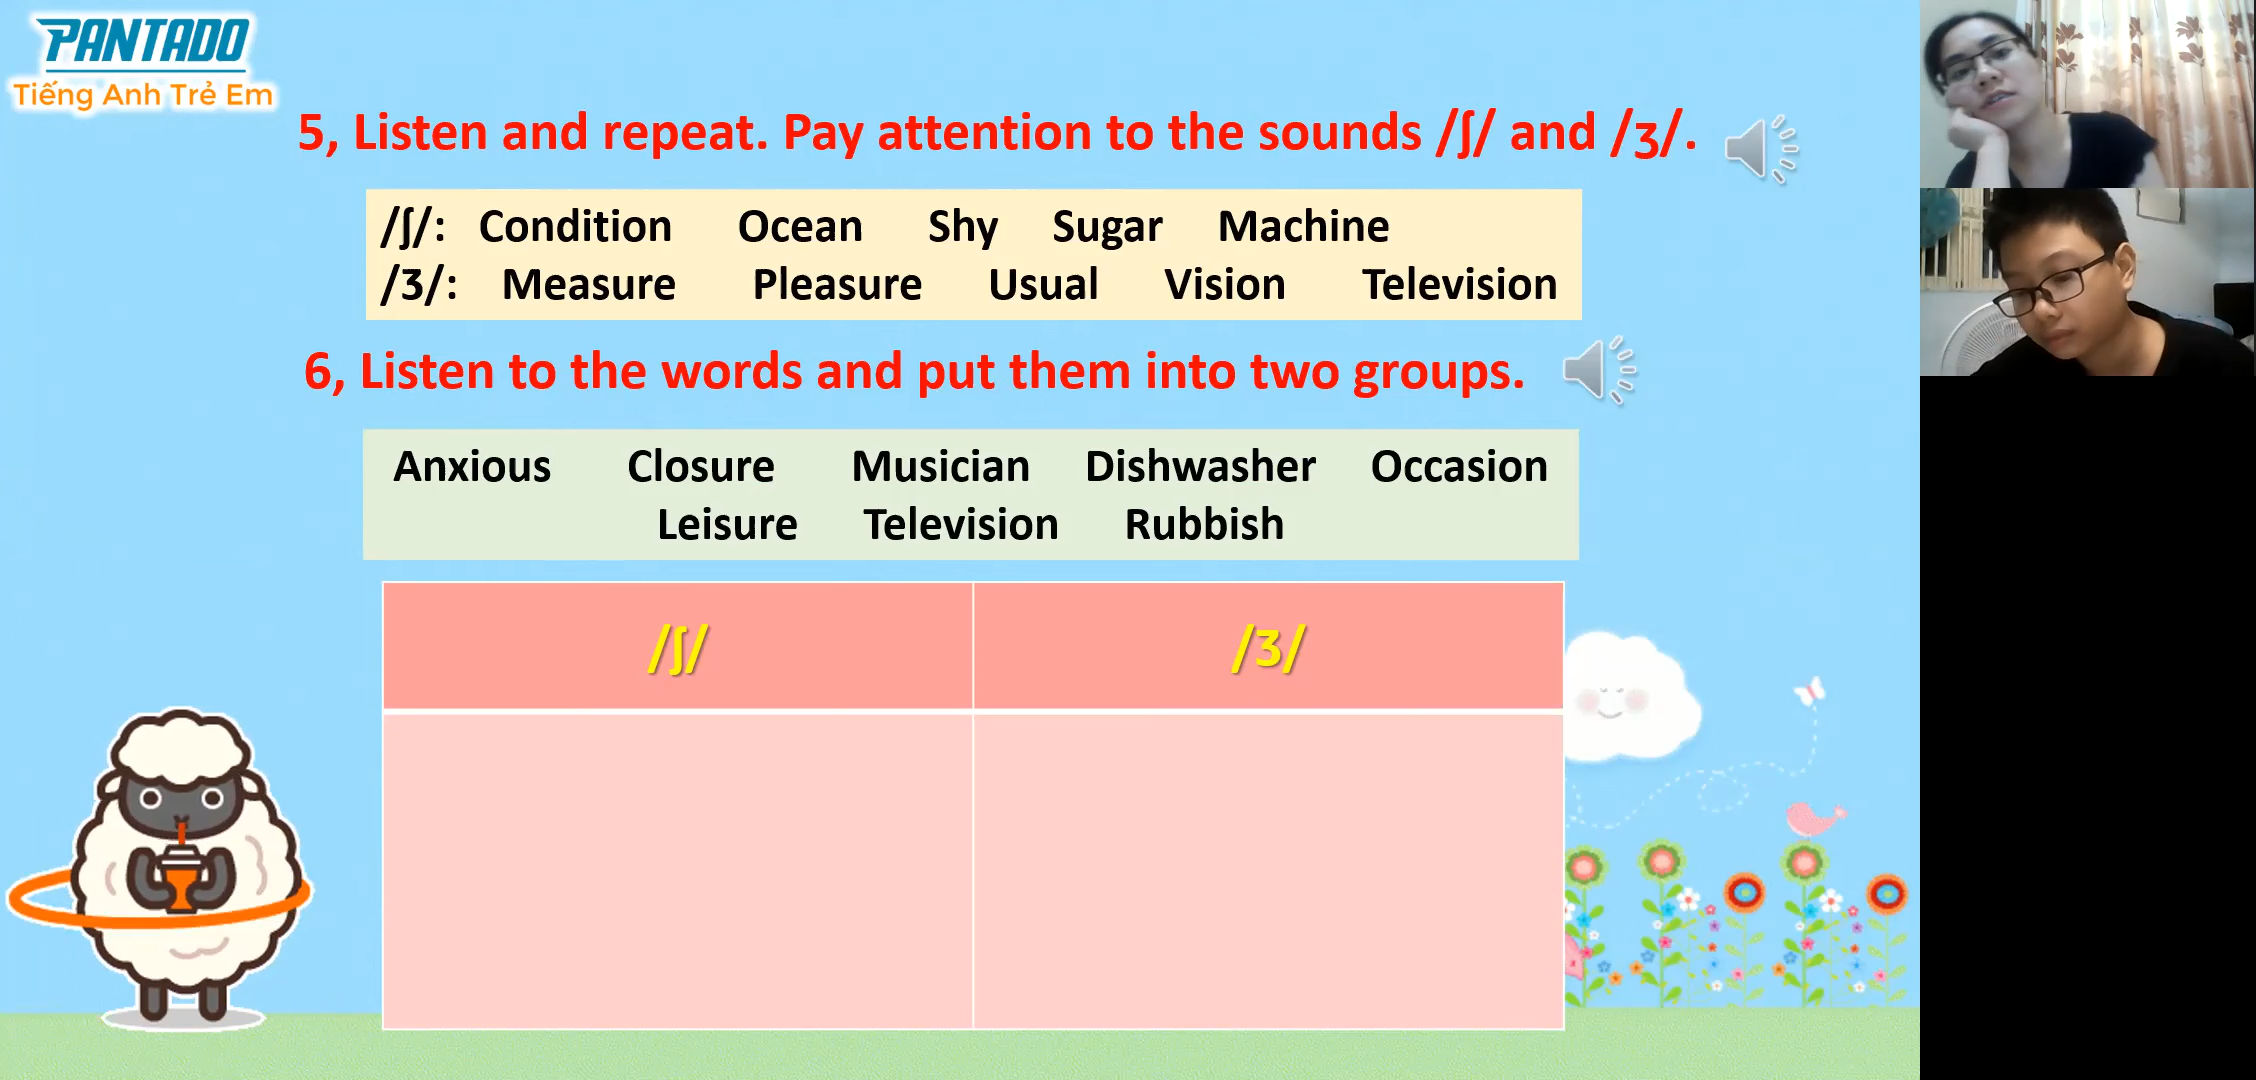 PANTADO
Tiếng Anh Trẻ Em
5, Listen and repeat. Pay attention to the sounds /ʃ/ and /ʒ/.
/ʃ/: Condition Ocean Shy Sugar Machine
/Ʒ/: Measure Pleasure Usual Vision Television
6, Listen to the words and put them into two groups.
Anxious Closure Musician Dishwasher Occasion
Leisure Television Rubbish
/ʃ/ /Ʒ/